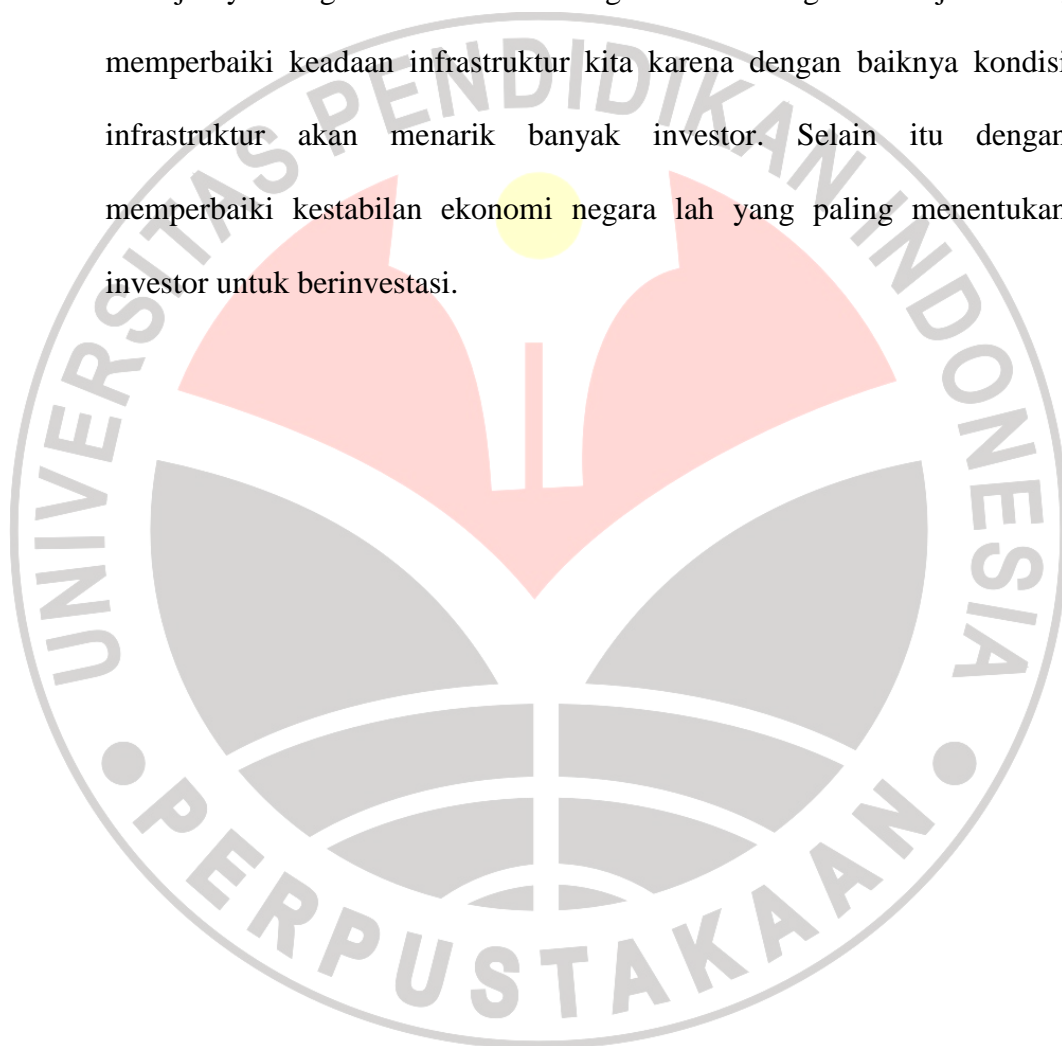 memperbaiki keadaan infrastruktur kita karena dengan baiknya kondisi
infrastruktur akan menarik banyak investor. Selain itu dengan
memperbaiki kestabilan ekonomi negara lah yang paling menentukan
investor untuk berinvestasi.
UNIVERSITAS PENDIDIKAN INDONESIA
PERPUSTAKAAN